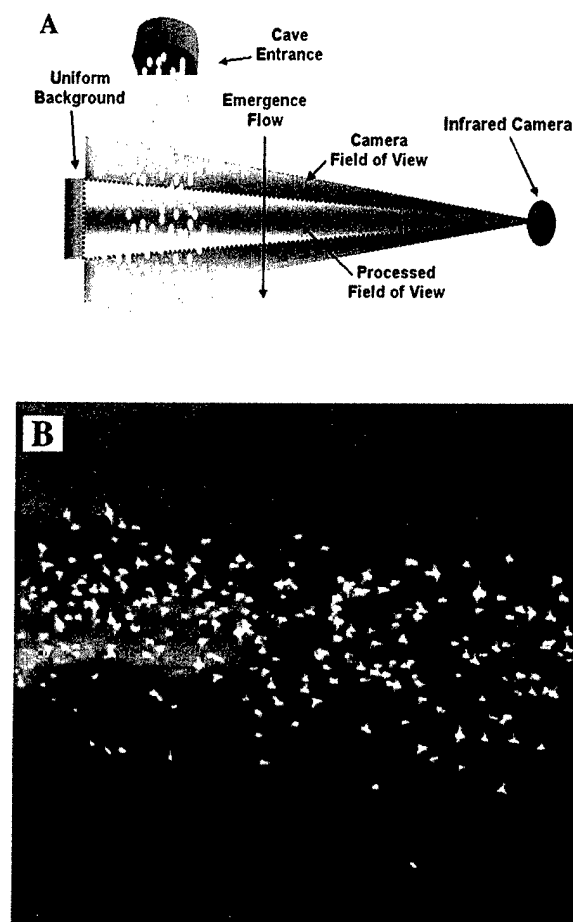 A
Cave
Entrance
Uniform
Background
Emergence
Flow
Infrared Camera
Camera
Field of View
Processed
Field of View
B